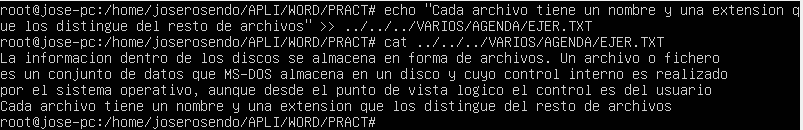 root@jose-pc:/home/joserosendo/APLI/WORD/PRACT# echo "Cada archivo tiene un nombre y una extension q
ue los distingue del resto de archivos" >> ../../../VARIOS/AGENDA/EJER.TXT
root@jose-pc:/home/joserosendo/APLI/WORD/PRACT# cat ../../../VARIOS/AGENDA/EJER.TXT
La informacion dentro de los discos se almacena en forma de archivos. Un archivo o fichero
es un conjunto de datos que MS-DOS almacena en un disco y cuyo control interno es realizado
por el sistema operativo, aunque desde el punto de vista logico el control es del usuario
Cada archivo tiene un nombre y una extension que los distingue del resto de archivos
root@jose-pc:/home/joserosendo/APLI/WORD/PRACT#